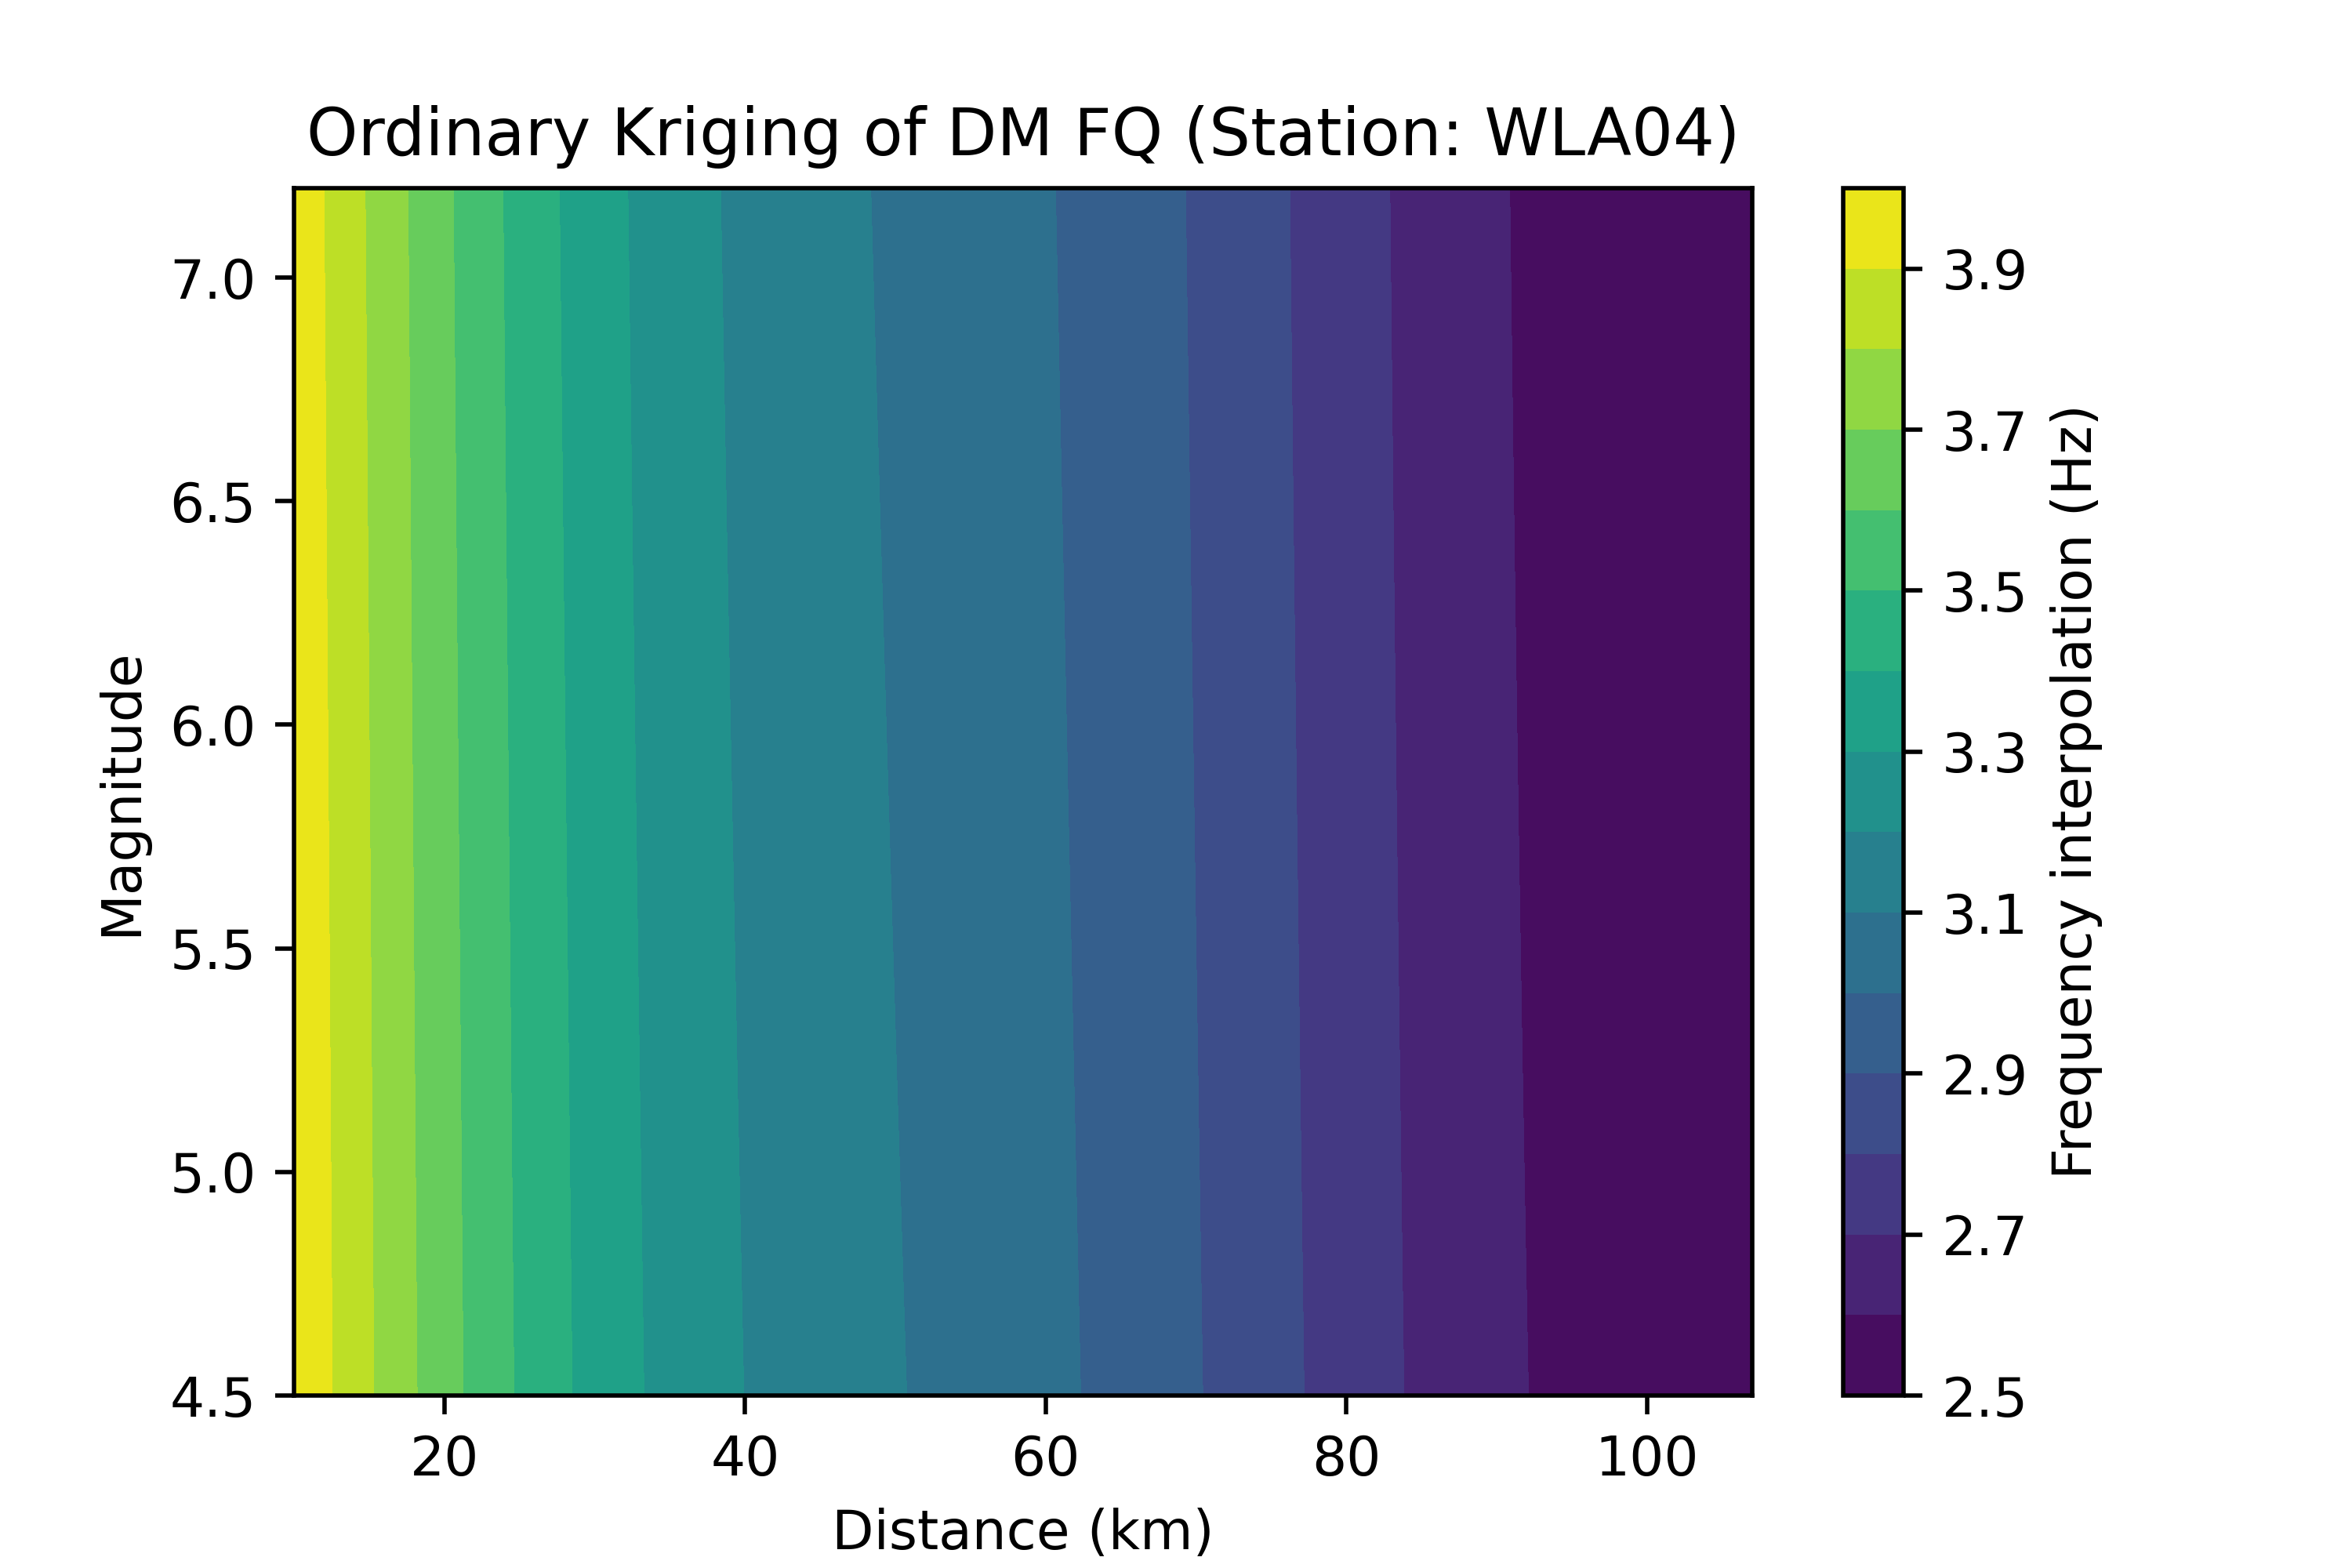 Ordinary Kriging of DM FQ (Station: WLA04)
Magnitude
7.0
6.5
6.0
5.5
5.0
4.5
20 40 60 80 100
Distance (km)
3.9
3.7
3.5
3.3
3.1
2.9
2.7
2.5
Frequency interpolation (Hz)